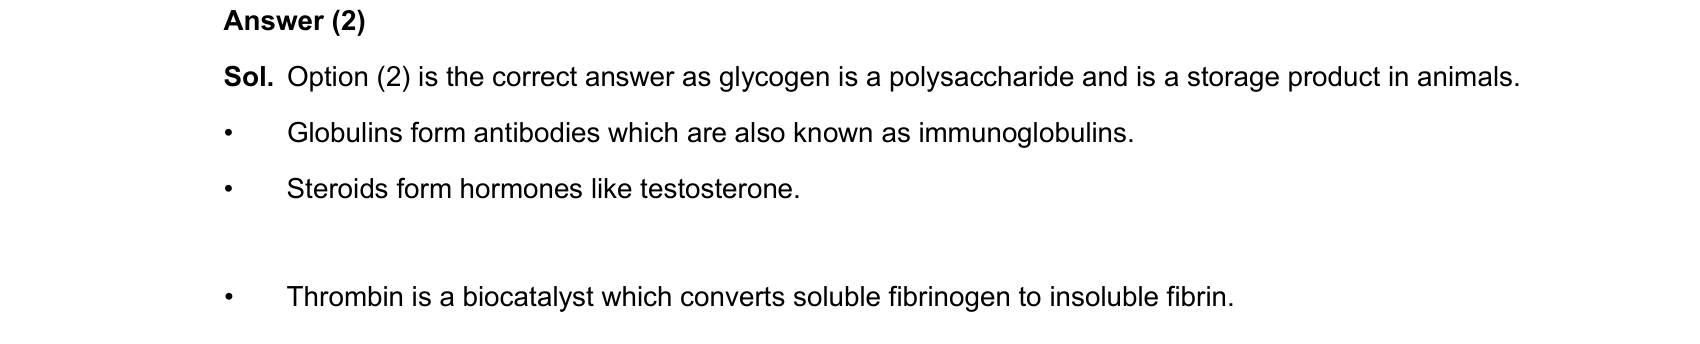 Answer (2)
Sol. Option (2) is the correct answer as glycogen is a polysaccharide and is a storage product in animals.
• Globulins form antibodies which are also known as immunoglobulins.
• Steroids form hormones like testosterone.
• Thrombin is a biocatalyst which converts soluble fibrinogen to insoluble fibrin.